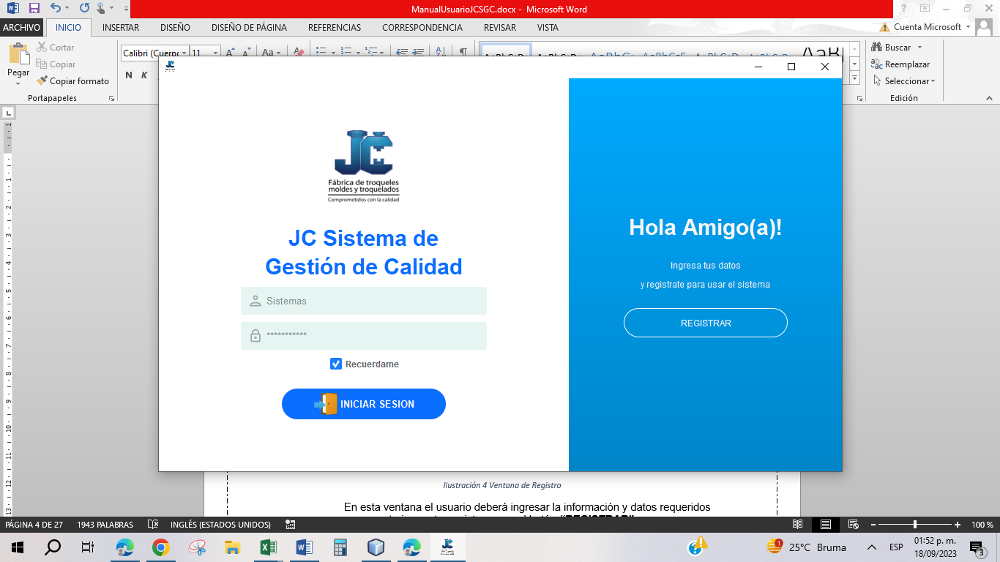 ManualUsuarioJCSGC.docx - Microsoft Word
ARCHIVO INICIO INSERTAR DISEÑO DISEÑO DE PÁGINA REFERENCIAS CORRESPONDENCIA REVISAR VISTA Cuenta Microsoft
Pegar
Cortar
Copiar
Copiar formato
Portapapeles
Calibri (Cuerpo 11
N K
Buscar
Reemplazar
Seleccionar
Edición
JC
Fábrica de troqueles
moldes y troquelados
Comprometidos con la calidad
JC Sistema de
Gestión de Calidad
Sistemas
***********
Recuerdame
INICIAR SESION
Hola Amigo(a)!
Ingresa tus datos
y registrate para usar el sistema
REGISTRAR
Ilustración 4 Ventana de Registro
En esta ventana el usuario deberá ingresar la información y datos requeridos
PÁGINA 4 DE 27 1943 PALABRAS INGLÉS (ESTADOS UNIDOS) 100 %
25°C Bruma ESP 01:52 p. m.
18/09/2023